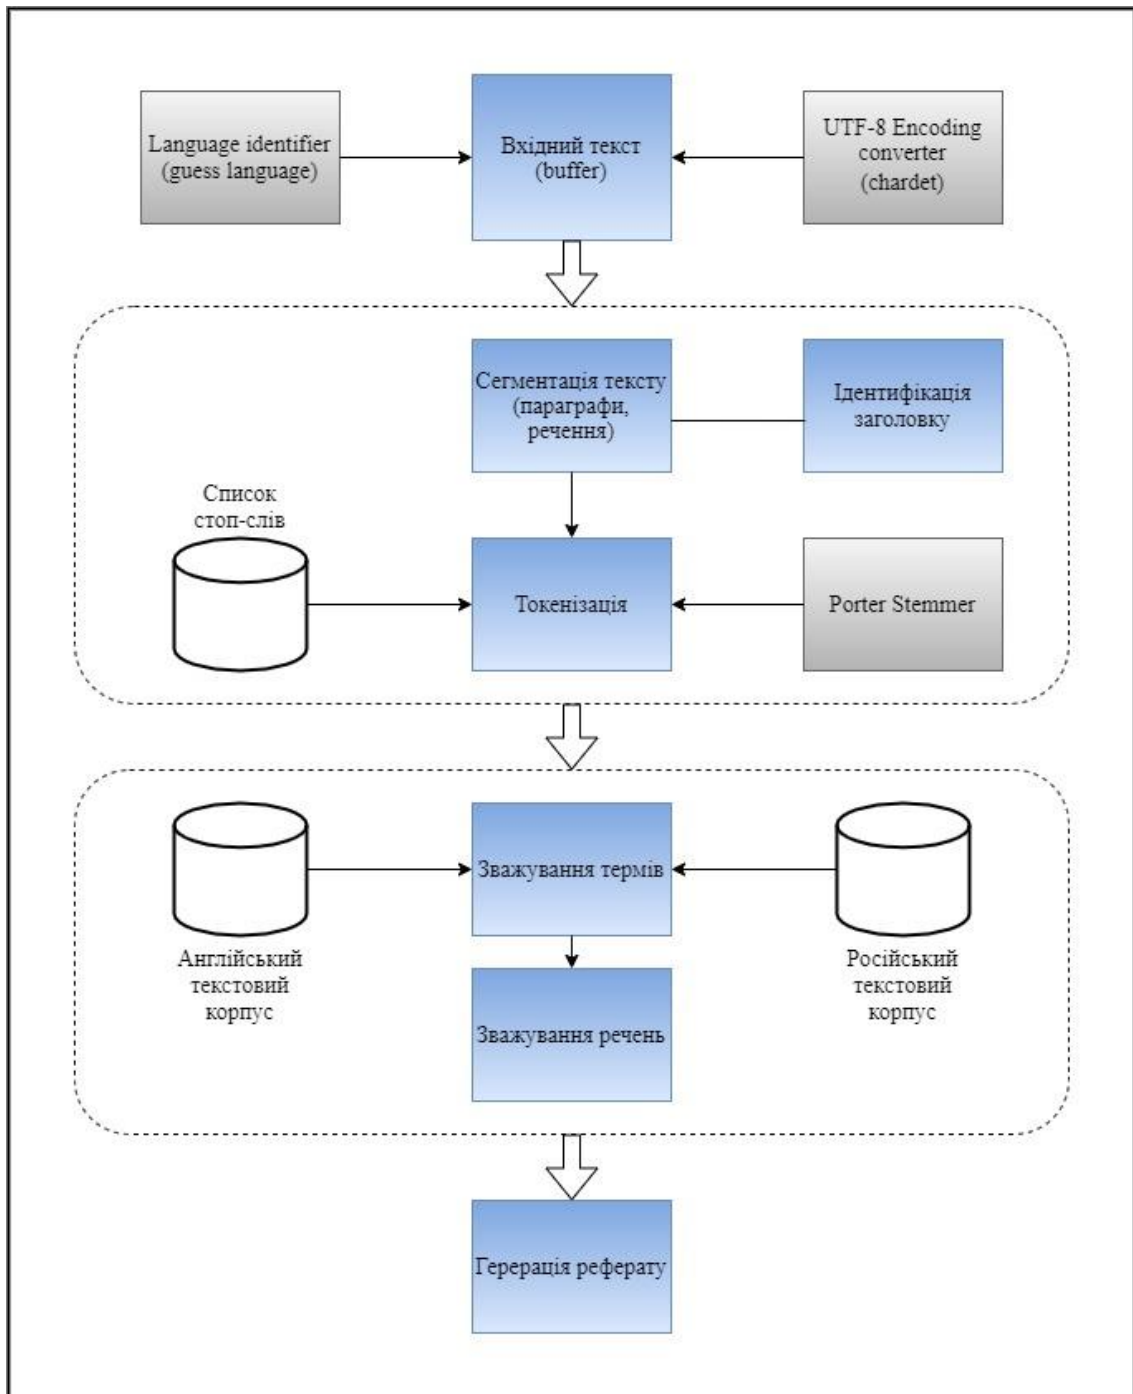 Language identifier
(guess language)
Вхідний текст
(buffer)
UTF-8 Encoding
converter
(chardet)
Сегментація тексту
(параграфи,
речення)
Ідентифікація
заголовку
Список
стоп-слів
Токенізація
Porter Stemmer
Зважування термів
Англійський
текстовий
корпус
Російський
текстовий
корпус
Зважування речень
Герерація реферату